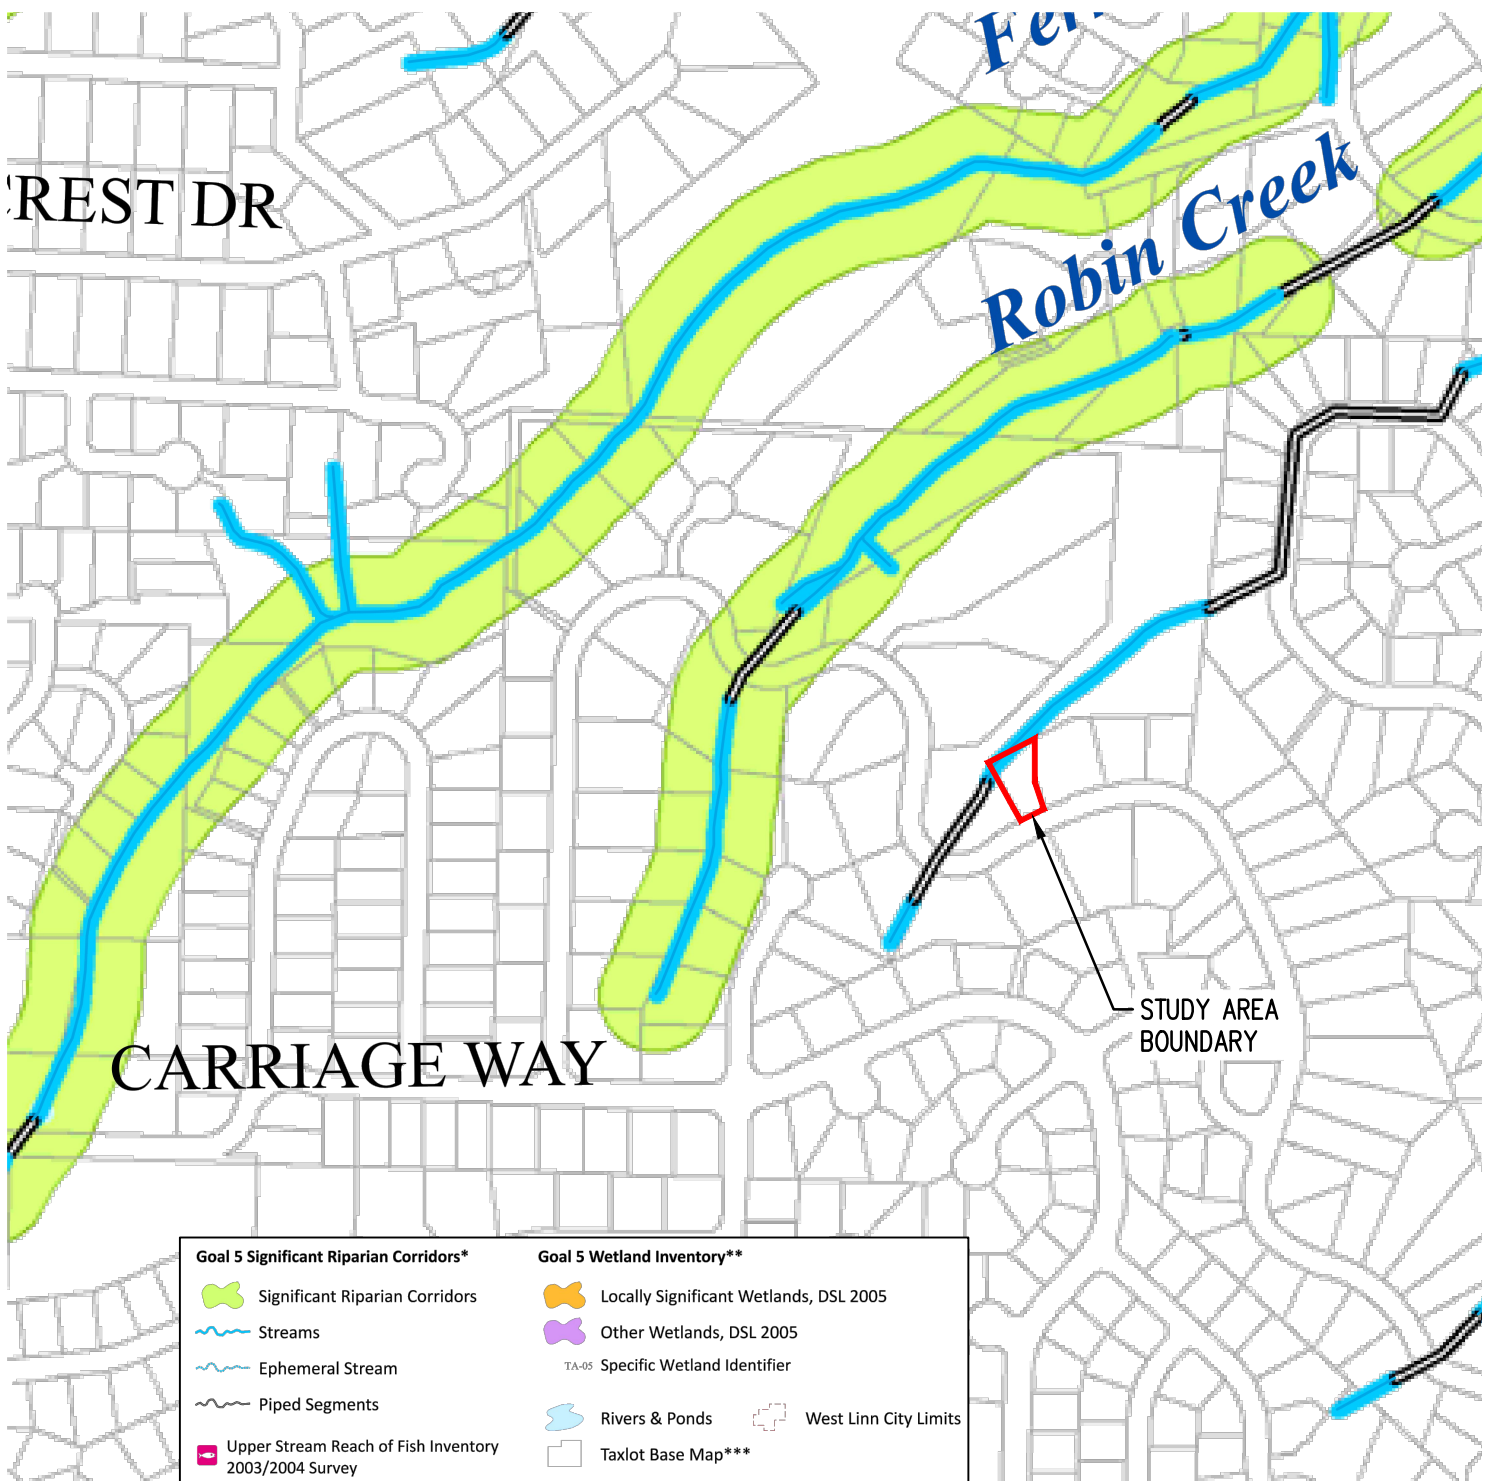 Robin Creek
REST DR
STUDY AREA
BOUNDARY
CARRIAGE WAY
Goal 5 Significant Riparian Corridors*
Significant Riparian Corridors
Streams
Ephemeral Stream
Piped Segments
Upper Stream Reach of Fish Inventory
2003/2004 Survey
Goal 5 Wetland Inventory**
Locally Significant Wetlands, DSL 2005
Other Wetlands, DSL 2005
TA-05 Specific Wetland Identifier
Rivers & Ponds
West Linn City Limits
Taxlot Base Map***